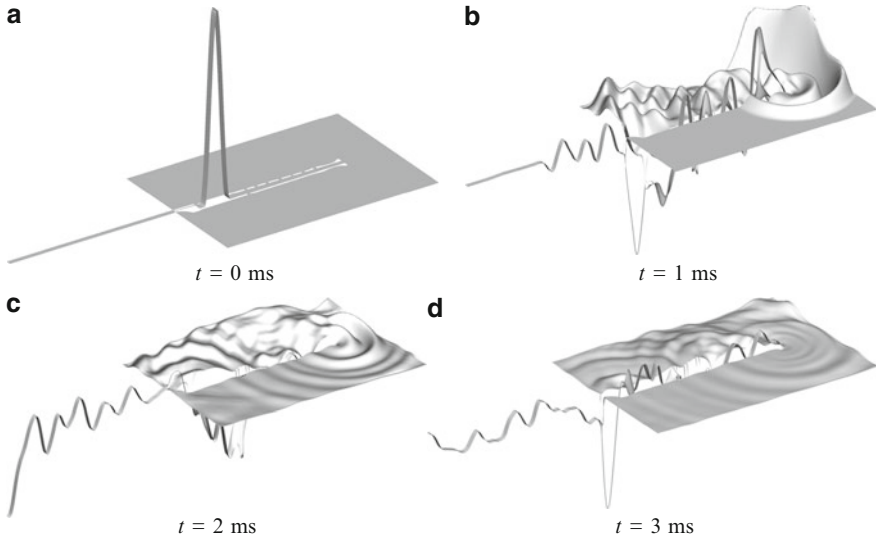 a
b
t = 0 ms
t = 1 ms
c
d
t = 2 ms
t = 3 ms